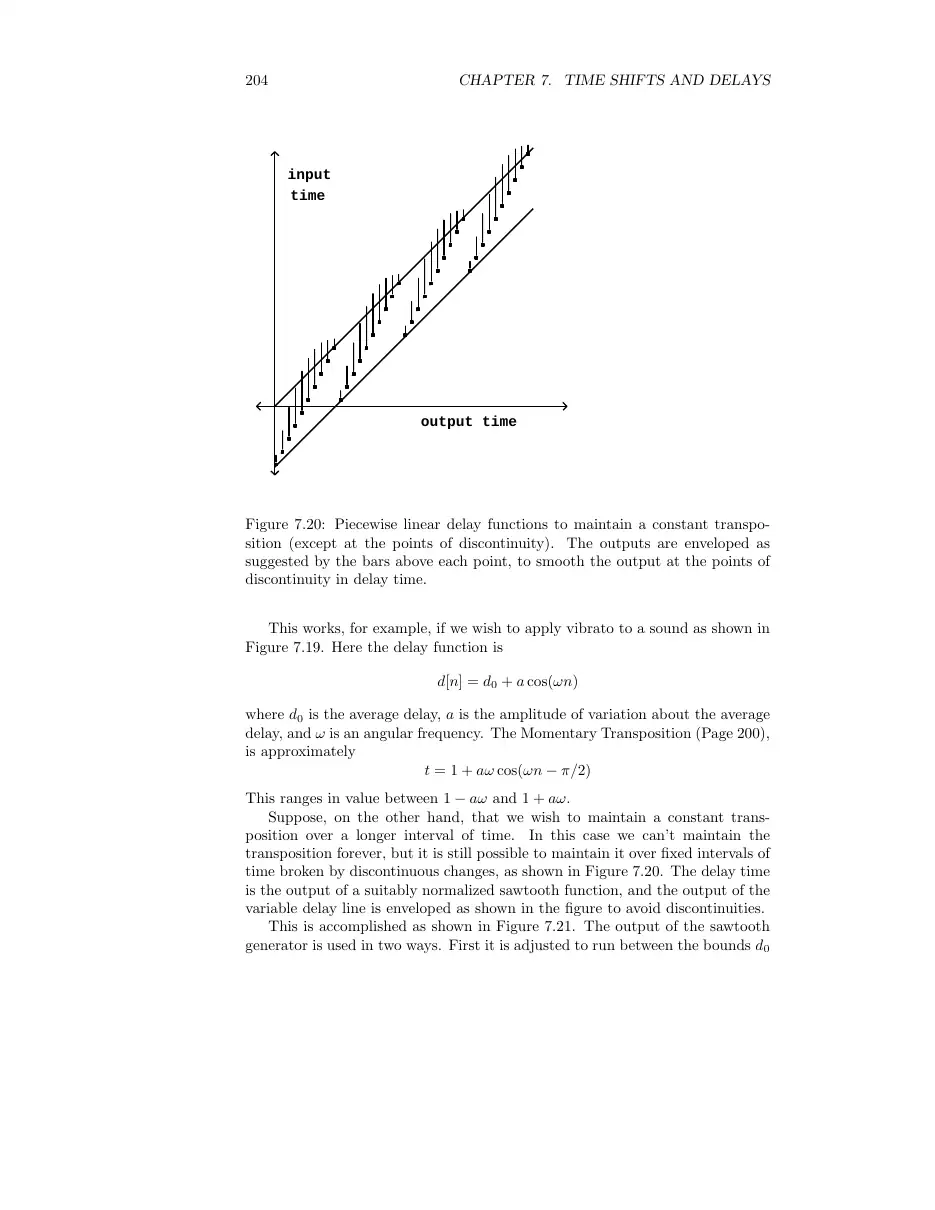 204 CHAPTER 7. TIME SHIFTS AND DELAYS
input
time
output time
Figure 7.20: Piecewise linear delay functions to maintain a constant transpo-
sition (except at the points of discontinuity). The outputs are enveloped as
suggested by the bars above each point, to smooth the output at the points of
discontinuity in delay time.
This works, for example, if we wish to apply vibrato to a sound as shown in
Figure 7.19. Here the delay function is
d[n] = d₀ + a cos(ωn)
where d₀ is the average delay, a is the amplitude of variation about the average
delay, and ω is an angular frequency. The Momentary Transposition (Page 200),
is approximately
t = 1 + aω cos(ωn − π/2)
This ranges in value between 1 − aω and 1 + aω.
Suppose, on the other hand, that we wish to maintain a constant trans-
position over a longer interval of time. In this case we can't maintain the
transposition forever, but it is still possible to maintain it over fixed intervals of
time broken by discontinuous changes, as shown in Figure 7.20. The delay time
is the output of a suitably normalized sawtooth function, and the output of the
variable delay line is enveloped as shown in the figure to avoid discontinuities.
This is accomplished as shown in Figure 7.21. The output of the sawtooth
generator is used in two ways. First it is adjusted to run between the bounds d₀